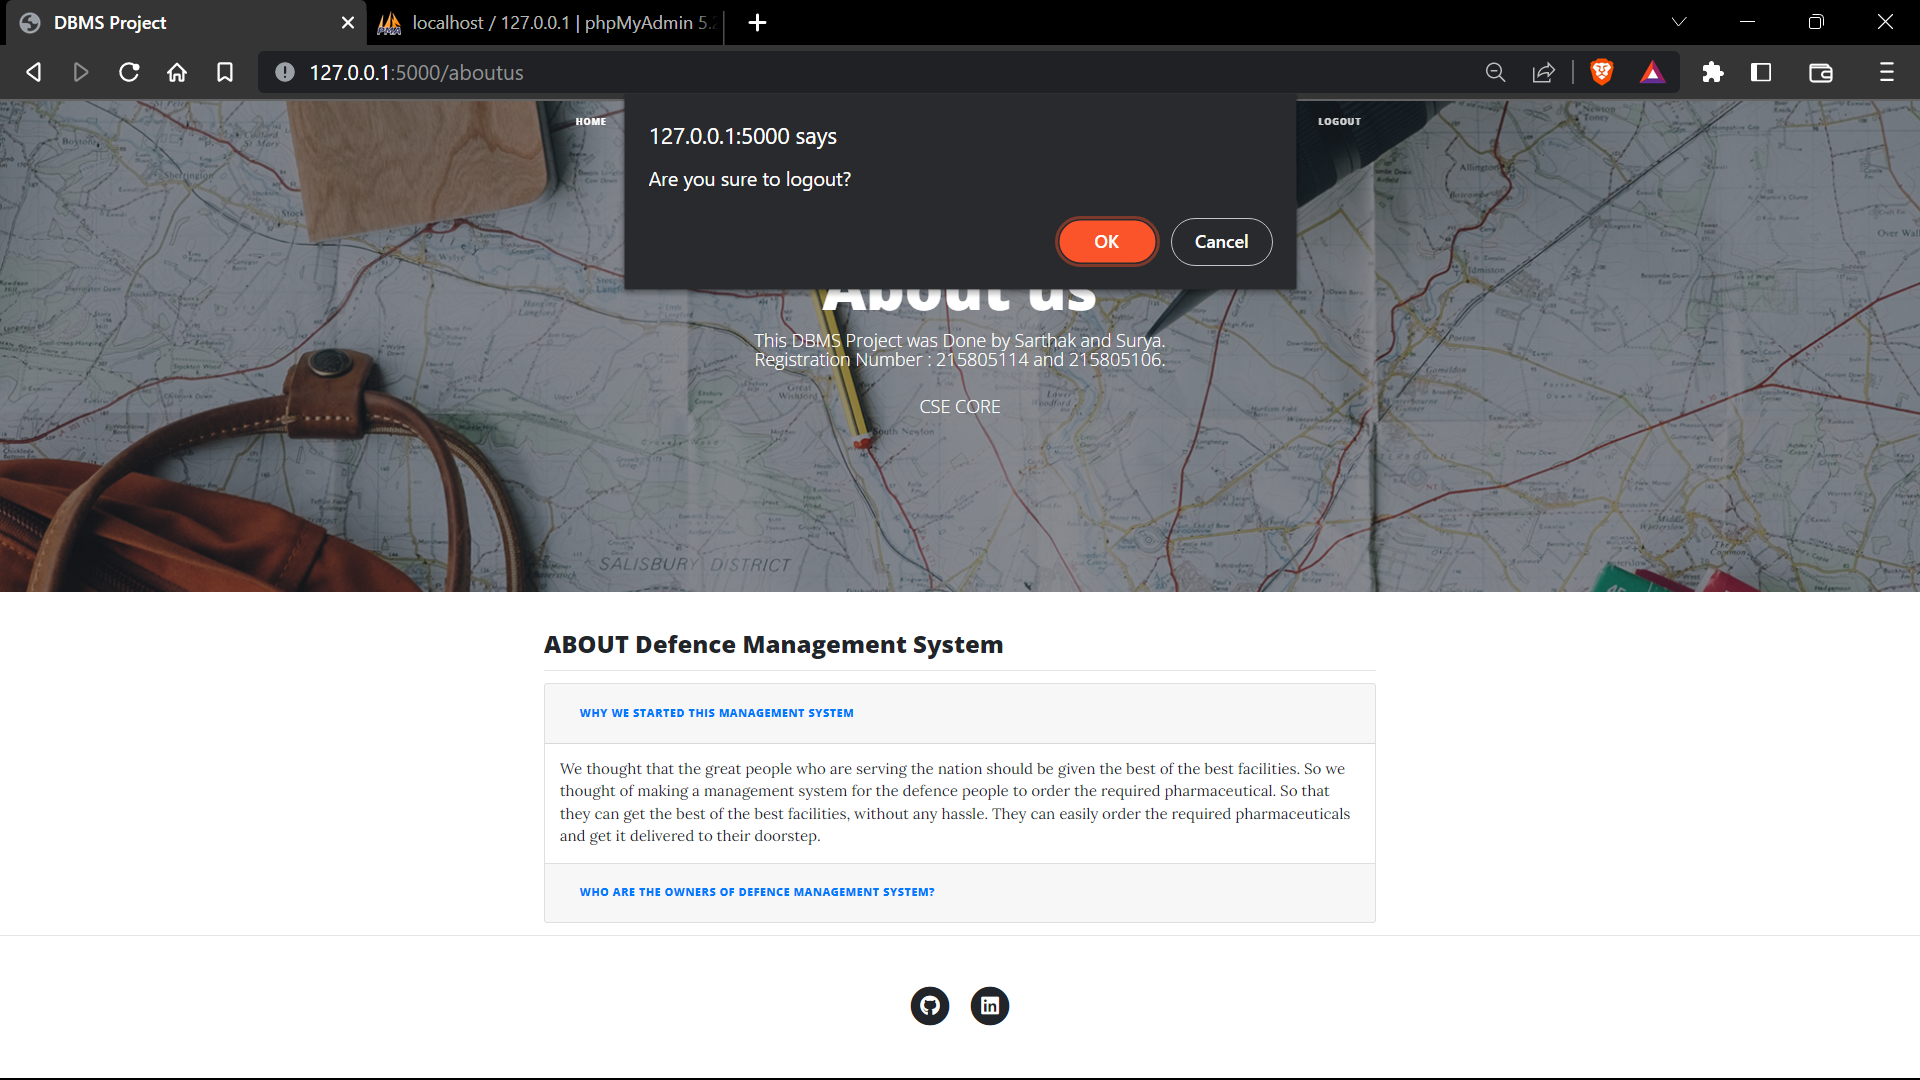 DBMS Project
localhost / 127.0.0.1 | phpMyAdmin 5.2
127.0.0.1:5000/aboutus
HOME
LOGOUT
127.0.0.1:5000 says
Are you sure to logout?
OK
Cancel
About us
This DBMS Project was Done by Sarthak and Surya.
Registration Number : 215805114 and 215805106.
CSE CORE
SALISBURY DISTRICT
ABOUT Defence Management System
WHY WE STARTED THIS MANAGEMENT SYSTEM
We thought that the great people who are serving the nation should be given the best of the best facilities. So we
thought of making a management system for the defence people to order the required pharmaceutical. So that
they can get the best of the best facilities, without any hassle. They can easily order the required pharmaceuticals
and get it delivered to their doorstep.
WHO ARE THE OWNERS OF DEFENCE MANAGEMENT SYSTEM?